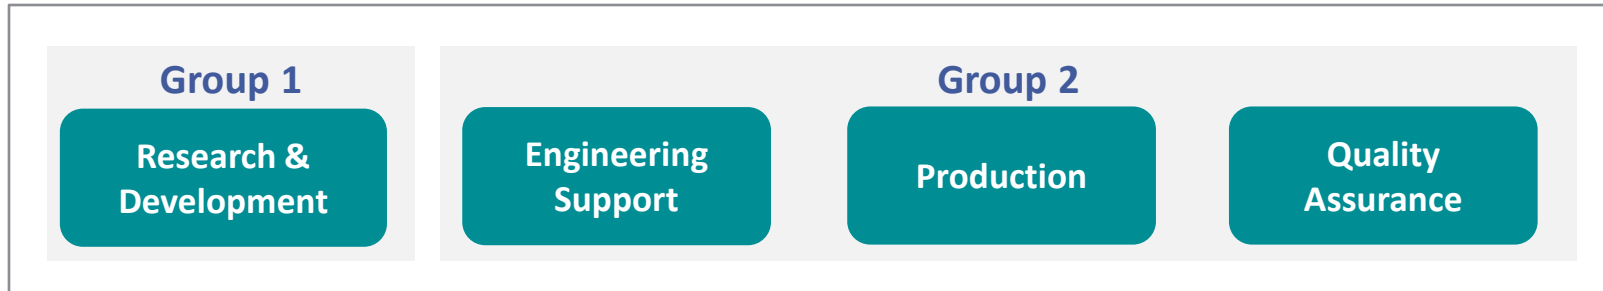 Group 1
Research &
Development
Group 2
Engineering
Support
Production
Quality
Assurance